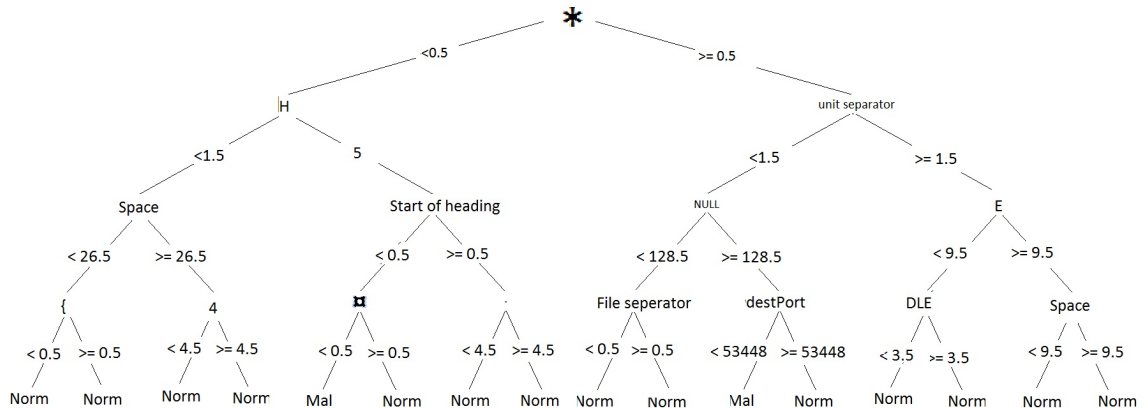 *
<0.5 >= 0.5
H unit separator
<1.5 5 <1.5 >= 1.5
Space Start of heading NULL E
< 26.5 >= 26.5 < 0.5 >= 0.5 < 128.5 >= 128.5 < 9.5 >= 9.5
{ 4 ¤ . File seperator destPort DLE Space
< 0.5 >= 0.5 < 4.5 >= 4.5 < 0.5 >= 0.5 < 4.5 >= 4.5 < 0.5 >= 0.5 < 53448 >= 53448 < 3.5 >= 3.5 < 9.5 >= 9.5
Norm Norm Norm Norm Mal Norm Norm Norm Norm Norm Mal Norm Norm Norm Norm Norm